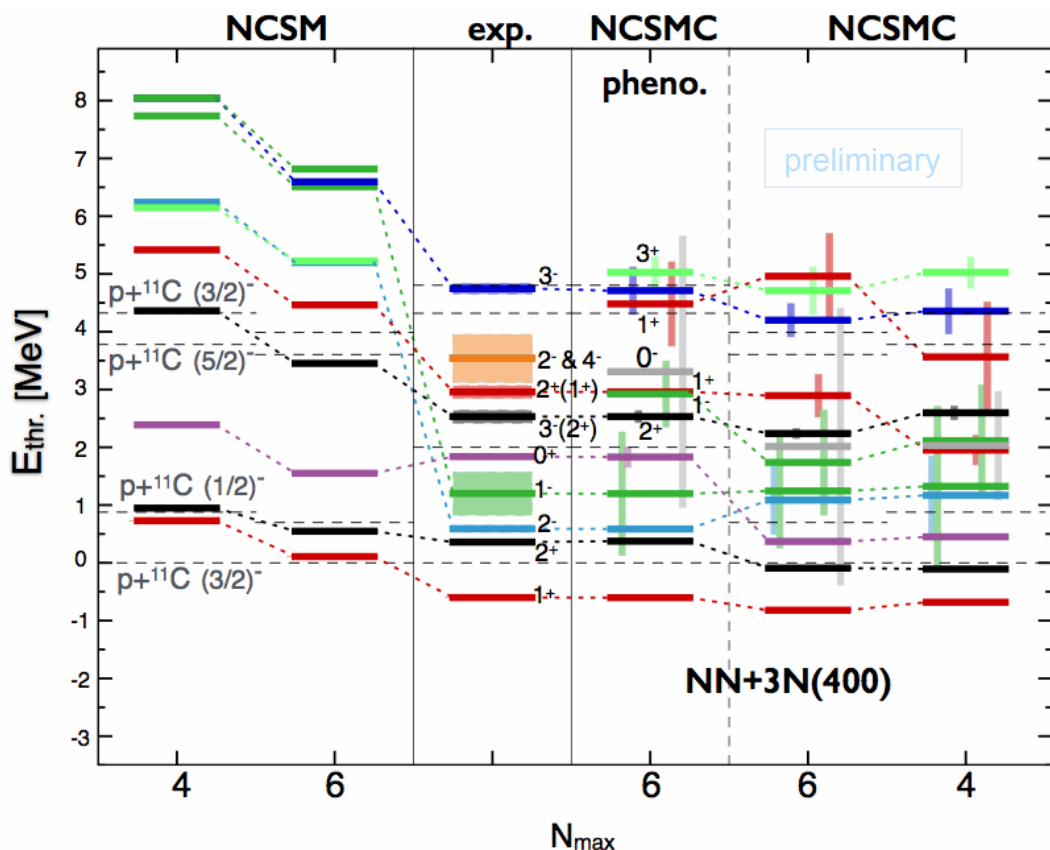 NCSM exp. NCSMC NCSMC
pheno.
preliminary
8
7
6
5
4
3
2
1
0
-1
-2
-3
E_thr. [MeV]
p+¹¹C (3/2)⁻
p+¹¹C (5/2)⁻
p+¹¹C (1/2)⁻
p+¹¹C (3/2)⁻
3⁻
2⁻ & 4⁻
2⁺(1⁺)
3⁻(2⁺)
0⁺
1⁻
2⁻
2⁺
1⁺
3⁺
1⁺
0⁻
1⁺
1⁻
2⁺
NN+3N(400)
4 6 6 6 4
N_max